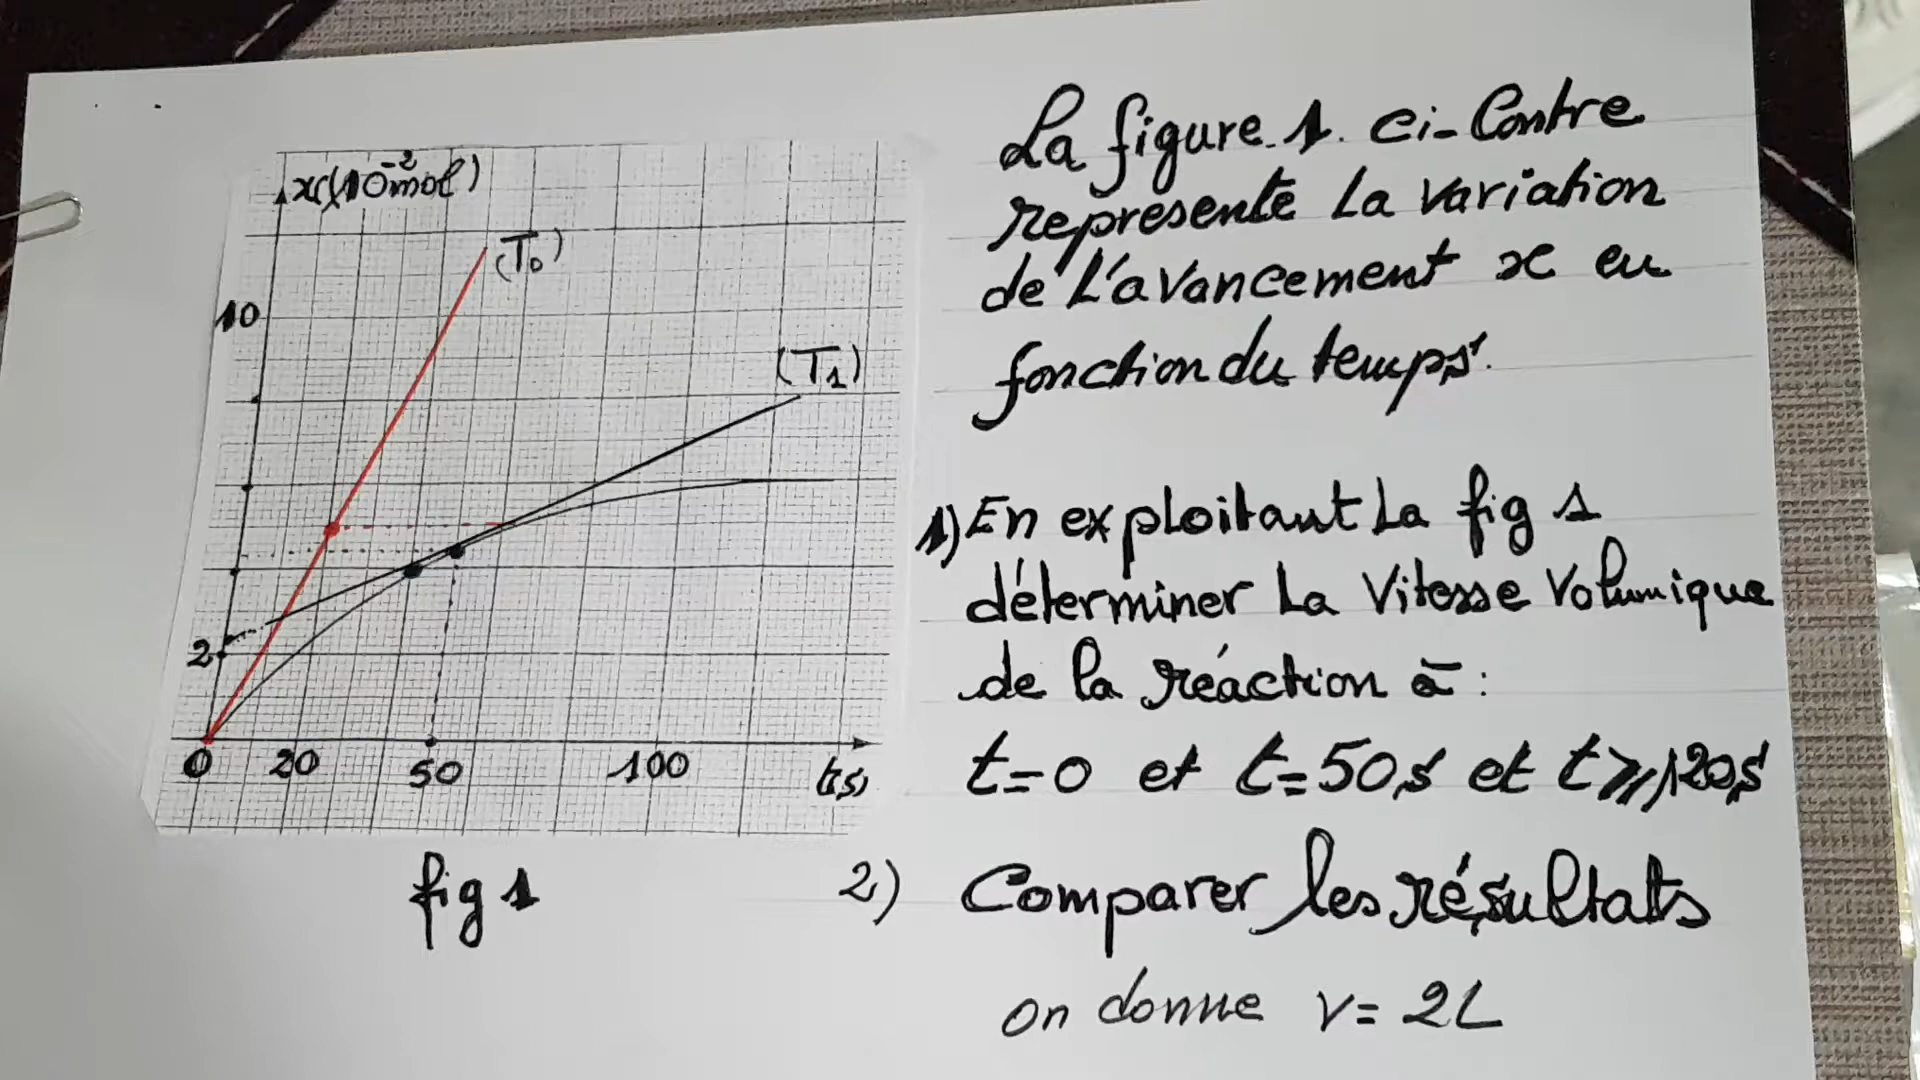 x(10⁻²mol)
(T₀)
10
(T₁)
2
0 20 50 100 t(s)
fig 1
La figure.1. ci-Contre
représente La variation
de L'avancement x en
fonction du temps.
1) En exploitant La fig 1
déterminer La Vitesse Volumique
de la réaction à :
t=0 et t=50s et t⩾120s
2) Comparer les résultats
on donne V= 2L